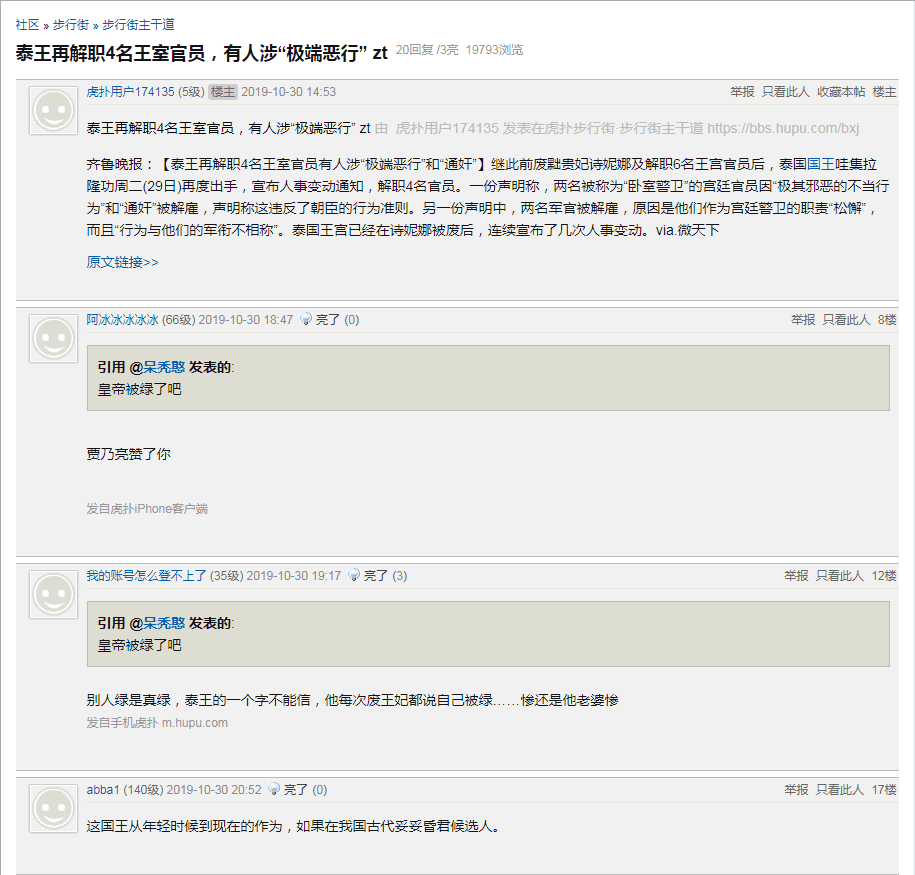 社区 » 步行街 » 步行街主干道
泰王再解职4名王室官员，有人涉“极端恶行” zt 20回复 /3亮 19793浏览
虎扑用户174135 (5级) 楼主 2019-10-30 14:53 举报 只看此人 收藏本帖 楼主
泰王再解职4名王室官员，有人涉“极端恶行” zt 由 虎扑用户174135 发表在虎扑步行街·步行街主干道 https://bbs.hupu.com/bxj
齐鲁晚报：【泰王再解职4名王室官员有人涉“极端恶行”和“通奸”】继此前废黜贵妃诗妮娜及解职6名王宫官员后，泰国国王哇集拉
隆功周二(29日)再度出手，宣布人事变动通知，解职4名官员。一份声明称，两名被称为“卧室警卫”的宫廷官员因“极其邪恶的不当行
为”和“通奸”被解雇，声明称这违反了朝臣的行为准则。另一份声明中，两名军官被解雇，原因是他们作为宫廷警卫的职责“松懈”，
而且“行为与他们的军衔不相称”。泰国王宫已经在诗妮娜被废后，连续宣布了几次人事变动。via.微天下
原文链接>>
阿冰冰冰冰冰 (66级) 2019-10-30 18:47 亮了 (0) 举报 只看此人 8楼
引用 @呆秃憨 发表的:
皇帝被绿了吧
贾乃亮赞了你
发自虎扑iPhone客户端
我的账号怎么登不上了 (35级) 2019-10-30 19:17 亮了 (3) 举报 只看此人 12楼
引用 @呆秃憨 发表的:
皇帝被绿了吧
别人绿是真绿，泰王的一个字不能信，他每次废王妃都说自己被绿……惨还是他老婆惨
发自手机虎扑 m.hupu.com
abba1 (140级) 2019-10-30 20:52 亮了 (0) 举报 只看此人 17楼
这国王从年轻时候到现在的作为，如果在我国古代妥妥昏君候选人。